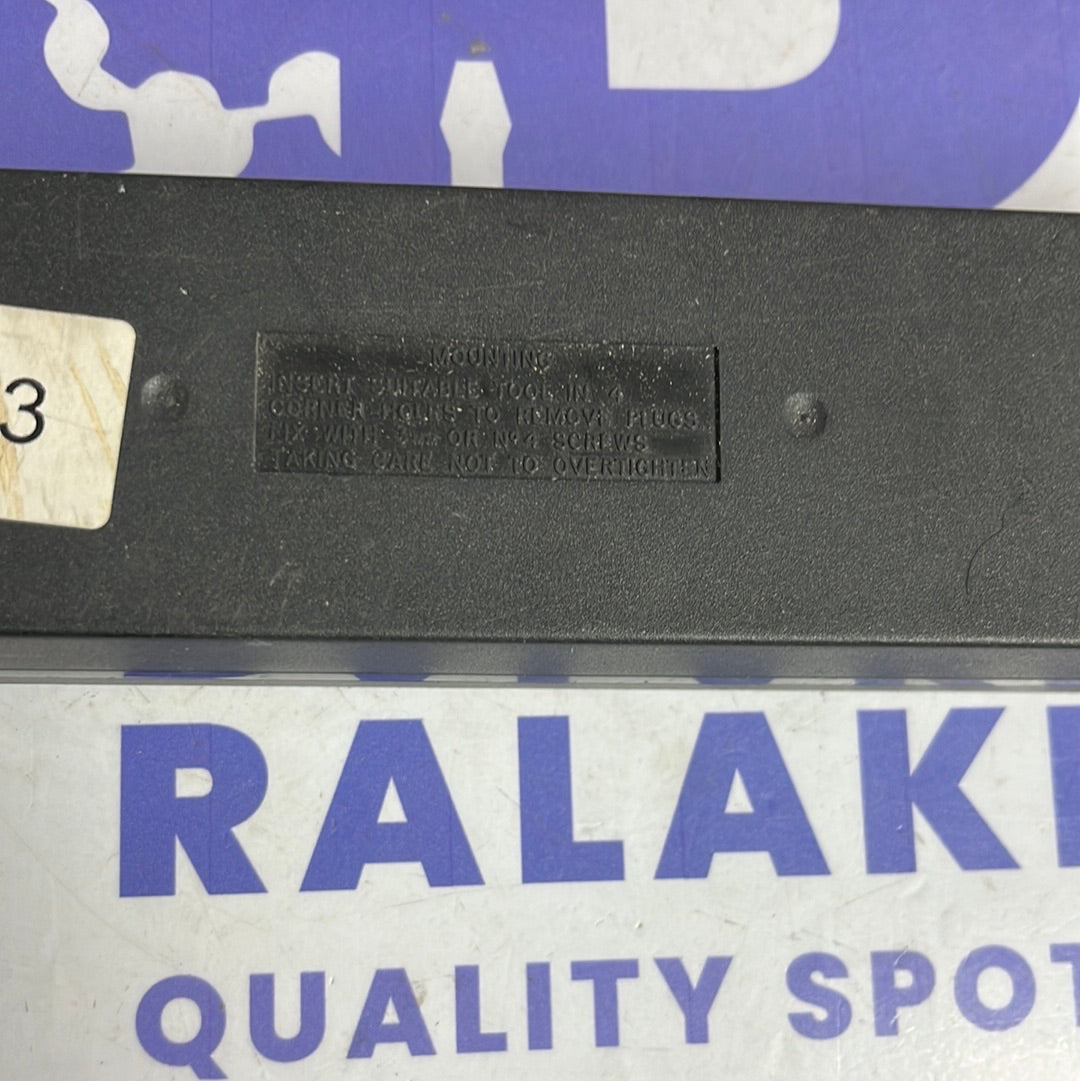 3
MOUNTING
INSERT SUITABLE TOOL IN 4
CORNER HOLES TO REMOVE PLUGS
FIX WITH OR Nº4 SCREWS
TAKING CARE NOT TO OVERTIGHTEN
RALAK
QUALITY SPOT